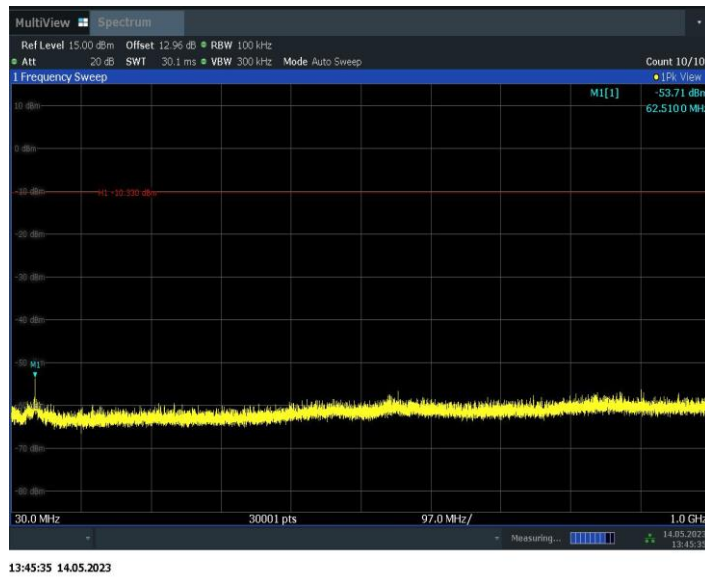 MultiView Spectrum
Ref Level 15.00 dBm Offset 12.96 dB RBW 100 kHz
Att 20 dB SWT 30.1 ms VBW 300 kHz Mode Auto Sweep Count 10/10
1 Frequency Sweep 1Pk View
M1[1] -53.71 dBm
62.5100 MHz
10 dBm
0 dBm
-10 dBm H1 -10.330 dBm
-20 dBm
-30 dBm
-40 dBm
-50 M1
-70 dBm
-80 dBm
30.0 MHz 30001 pts 97.0 MHz/ 1.0 GHz
Measuring... 14.05.2023
13:45:35
13:45:35 14.05.2023